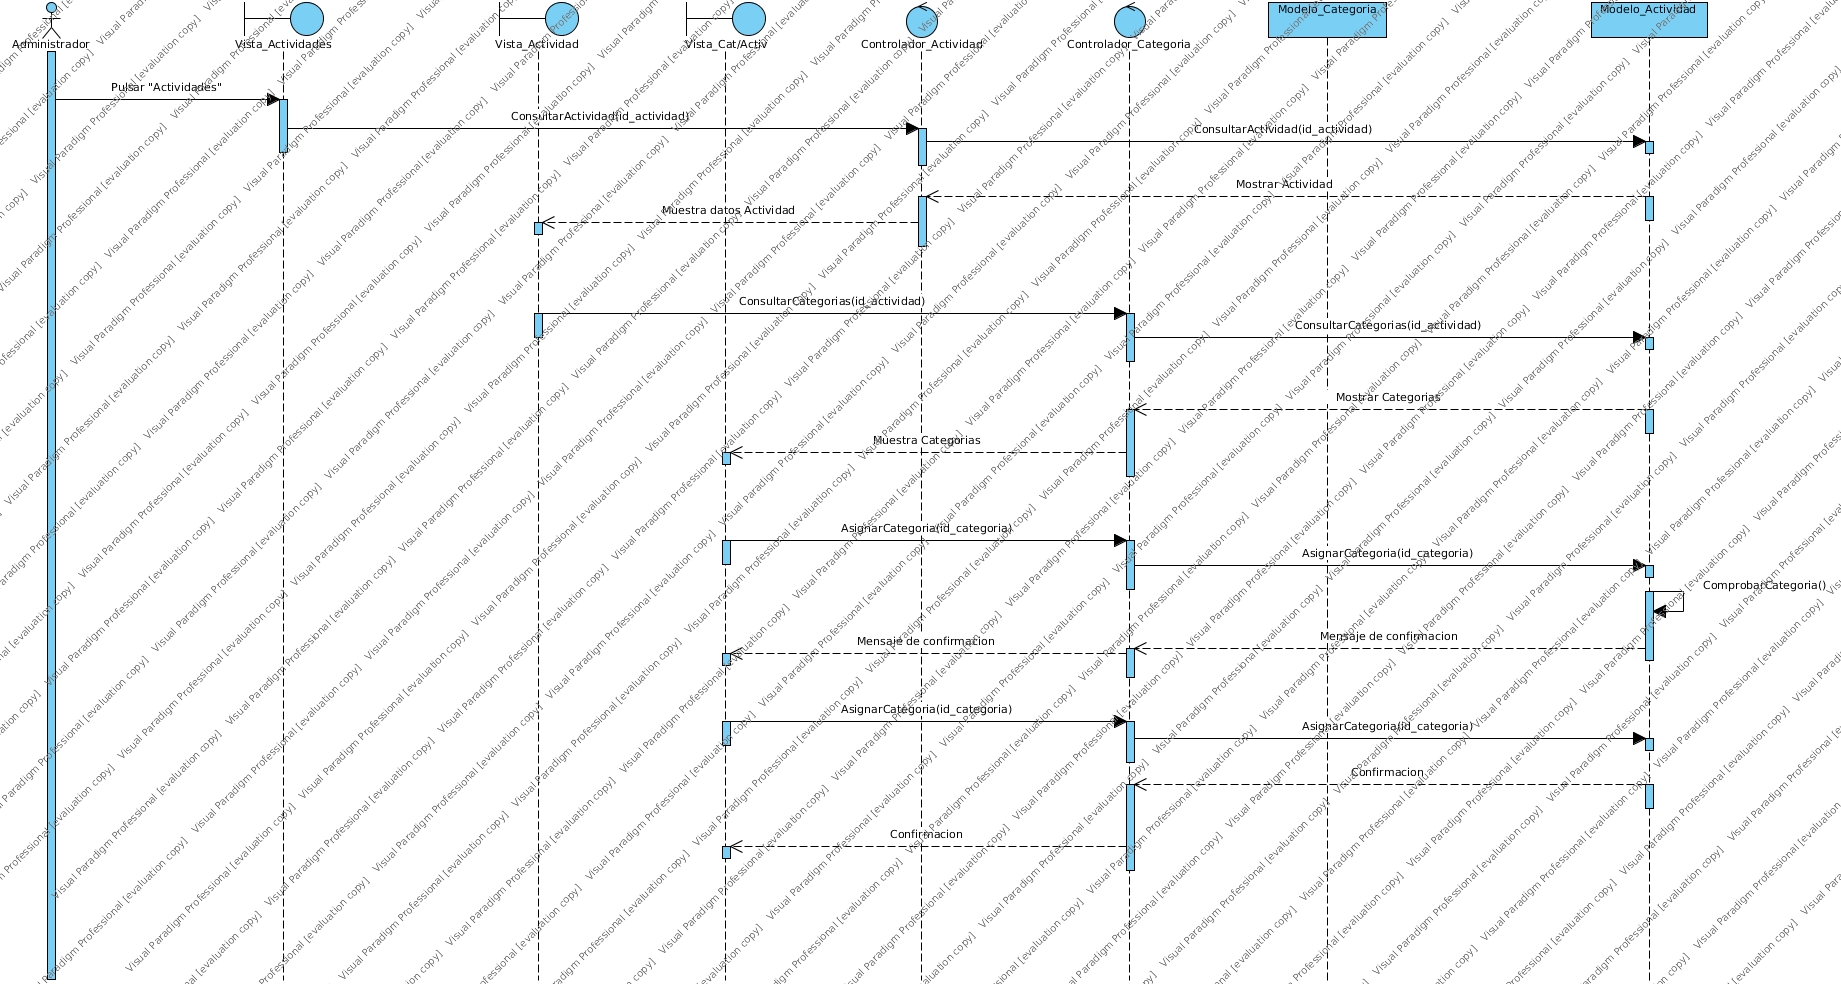 Modelo_Categoria
Modelo_Actividad
Administrador
Vista_Actividades
Vista_Actividad
Vista_Cat/Activ
Controlador_Actividad
Controlador_Categoria
Pulsar "Actividades"
ConsultarActividad(id_actividad)
ConsultarActividad(id_actividad)
Mostrar Actividad
Muestra datos Actividad
ConsultarCategorias(id_actividad)
ConsultarCategorias(id_actividad)
Mostrar Categorias
Muestra Categorias
AsignarCategoria(id_categoria)
AsignarCategoria(id_categoria)
ComprobarCategoria()
Mensaje de confirmacion
Mensaje de confirmacion
AsignarCategoria(id_categoria)
AsignarCategoria(id_categoria)
Confirmacion
Confirmacion
Visual Paradigm Professional [evaluation copy]